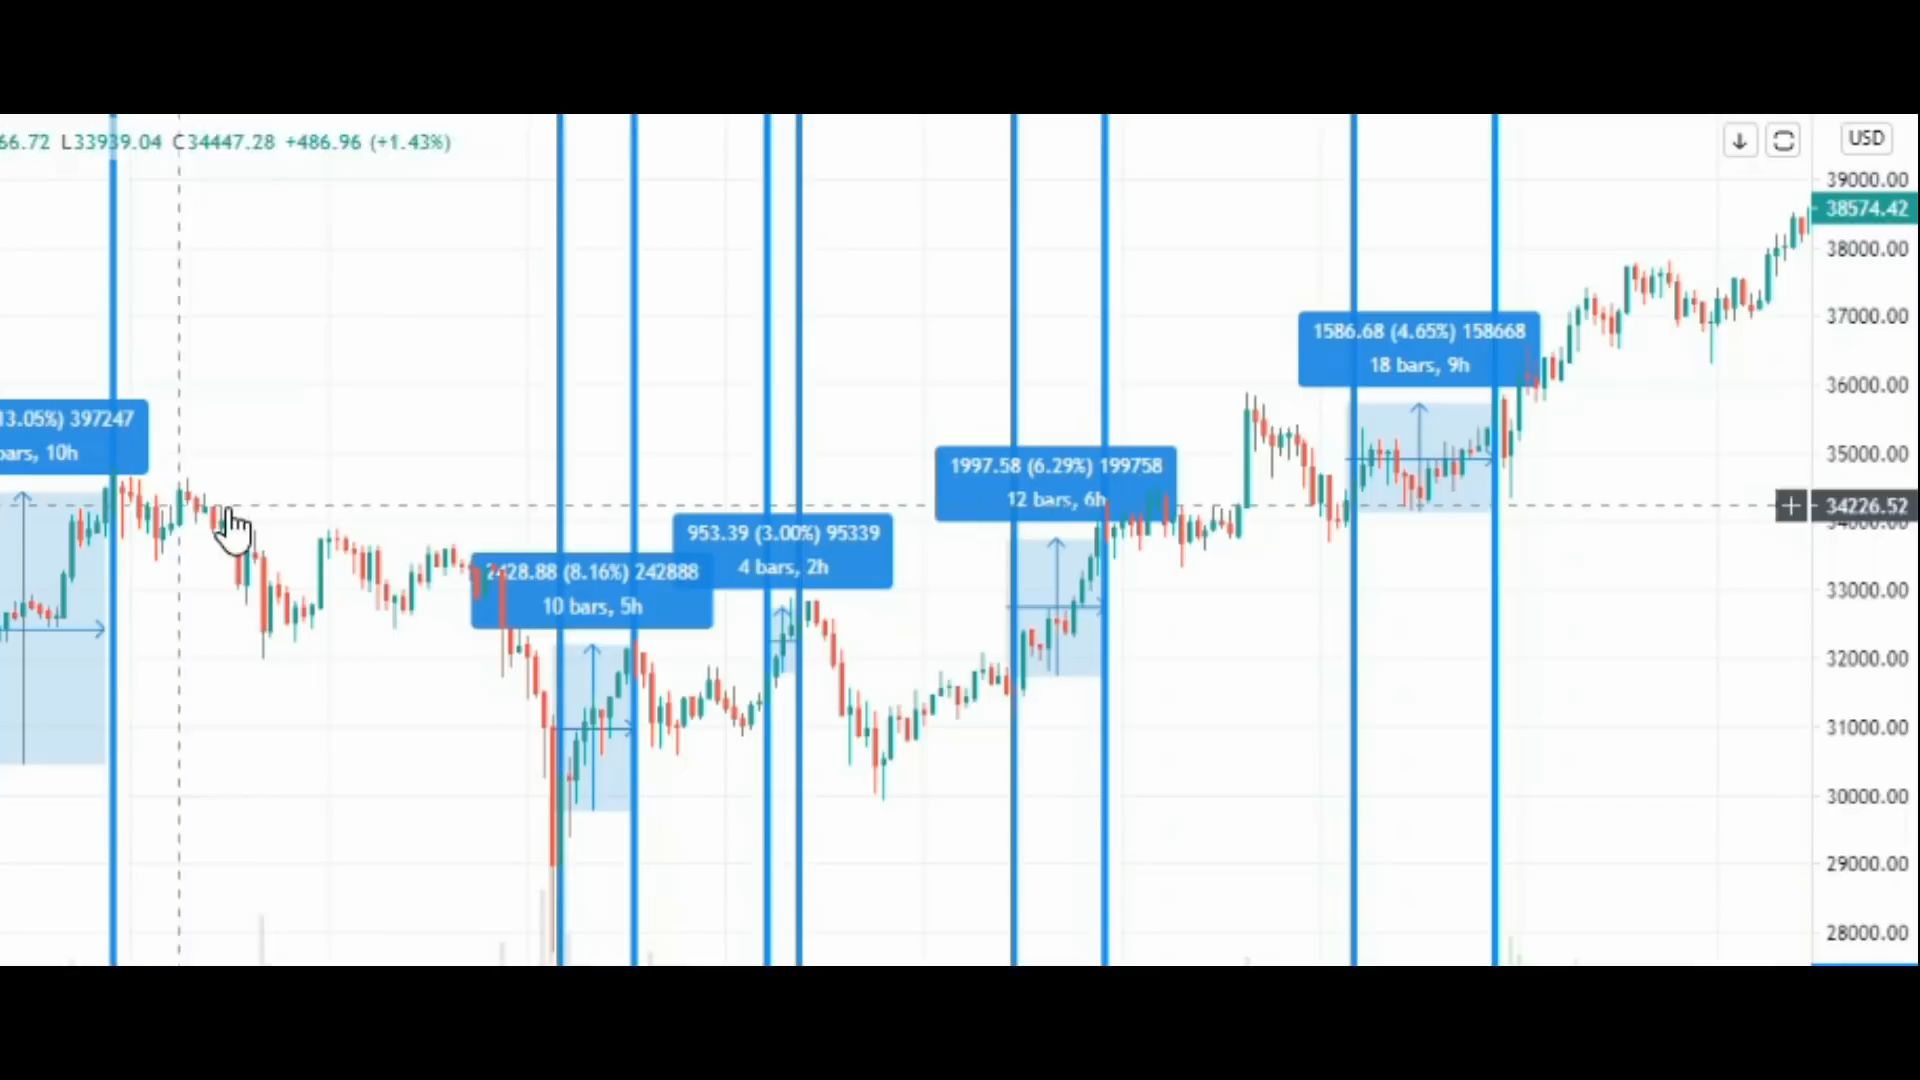 66.72 L33939.04 C34447.28 +486.96 (+1.43%)
USD
39000.00
38574.42
38000.00
37000.00
36000.00
35000.00
34226.52
34000.00
33000.00
32000.00
31000.00
30000.00
29000.00
28000.00
13.05%) 397247
bars, 10h
2428.88 (8.16%) 242888
10 bars, 5h
953.39 (3.00%) 95339
4 bars, 2h
1997.58 (6.29%) 199758
12 bars, 6h
1586.68 (4.65%) 158668
18 bars, 9h